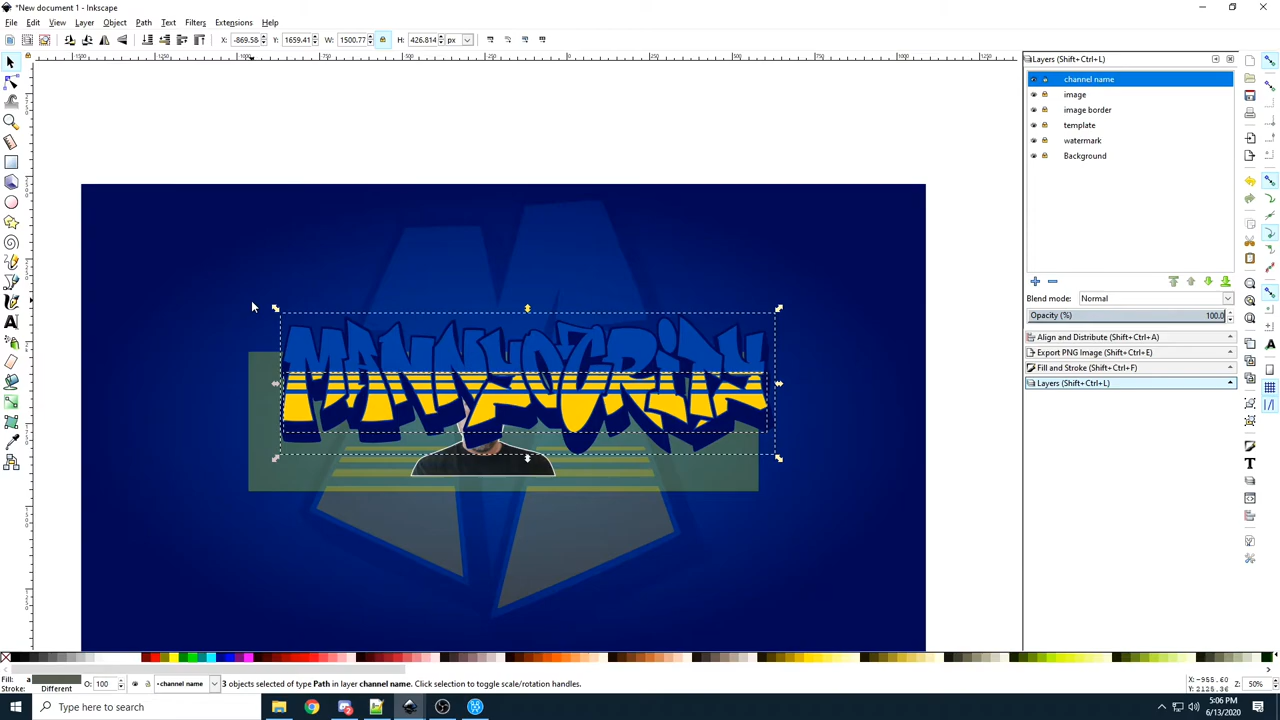 *New document 1 - Inkscape
File Edit View Layer Object Path Text Filters Extensions Help
X: -869.58 Y: 1659.41 W: 1500.77 H: 426.814 px
Layers (Shift+Ctrl+L)
channel name
image
image border
template
watermark
Background
Blend mode: Normal
Opacity (%) 100.0
Align and Distribute (Shift+Ctrl+A)
Export PNG Image (Shift+Ctrl+E)
Fill and Stroke (Shift+Ctrl+F)
Layers (Shift+Ctrl+L)
Fill: a
Stroke: Different
O: 100
channel name
3 objects selected of type Path in layer channel name. Click selection to toggle scale/rotation handles.
X: -955.60
Y: 2125.36
Z: 50%
Type here to search
5:06 PM
6/13/2020